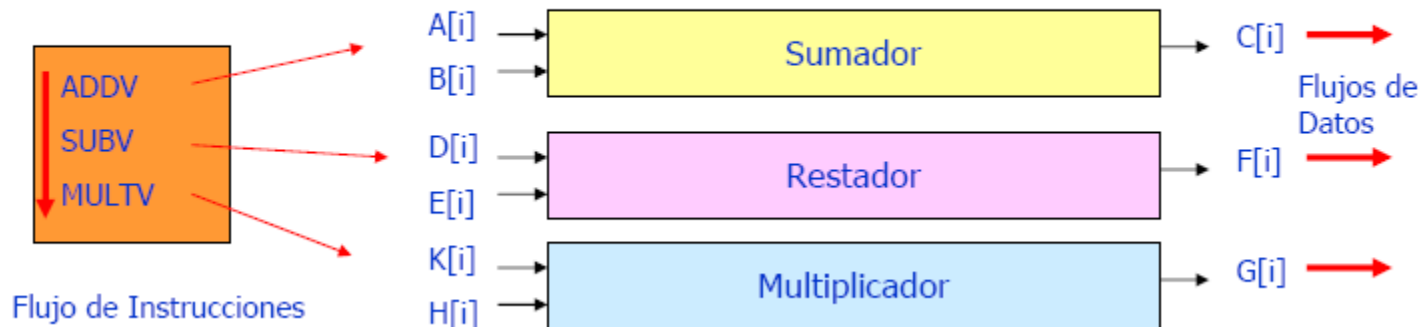 ADDV
SUBV
MULTV
Flujo de Instrucciones
A[i]
B[i]
Sumador
C[i]
D[i]
E[i]
Restador
F[i]
K[i]
H[i]
Multiplicador
G[i]
Flujos de
Datos